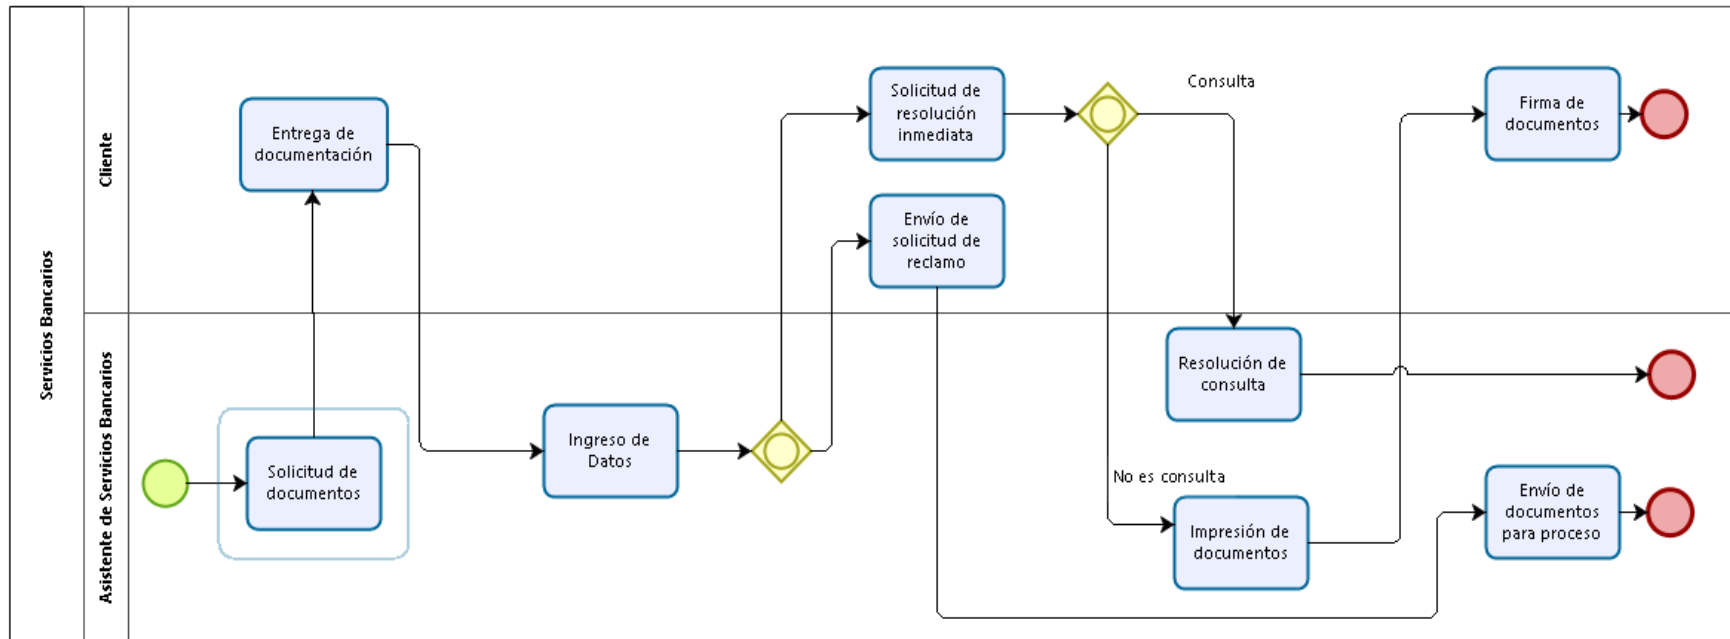 Servicios Bancarios
Cliente
Entrega de
documentación
Solicitud de
resolución
inmediata
Consulta
Firma de
documentos
Envío de
solicitud de
reclamo
Asistente de Servicios Bancarios
Solicitud de
documentos
Ingreso de
Datos
Resolución de
consulta
No es consulta
Impresión de
documentos
Envío de
documentos
para proceso